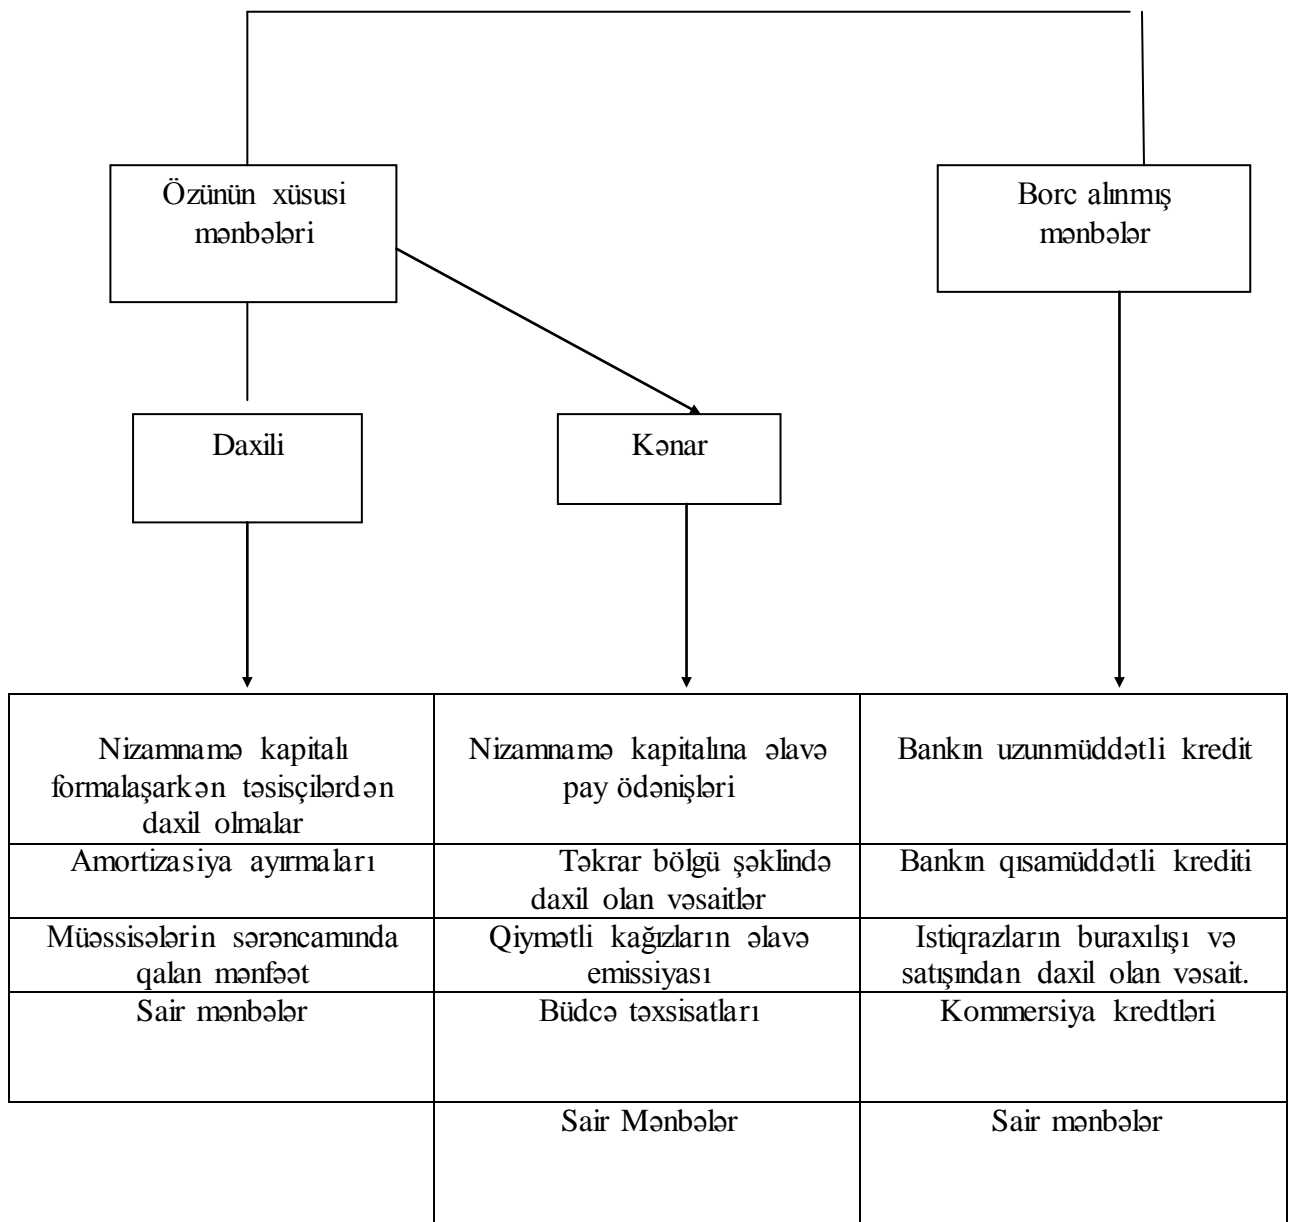 Özünün xüsusi
mənbələri
Borc alınmış
mənbələr
Daxili
Kənar
Nizamnamə kapitalı
formalaşarkən təsisçilərdən
daxil olmalar
Nizamnamə kapitalına əlavə
pay ödənişləri
Bankın uzunmüddətli kredit
Amortizasiya ayırmaları
Təkrar bölgü şəklində
daxil olan vəsaitlər
Bankın qısamüddətli krediti
Müəssisələrin sərəncamında
qalan mənfəət
Qiymətli kağızların əlavə
emissiyası
Istiqrazların buraxılışı və
satışından daxil olan vəsait.
Sair mənbələr
Büdcə təxsisatları
Kommersiya kredtləri
Sair Mənbələr
Sair mənbələr